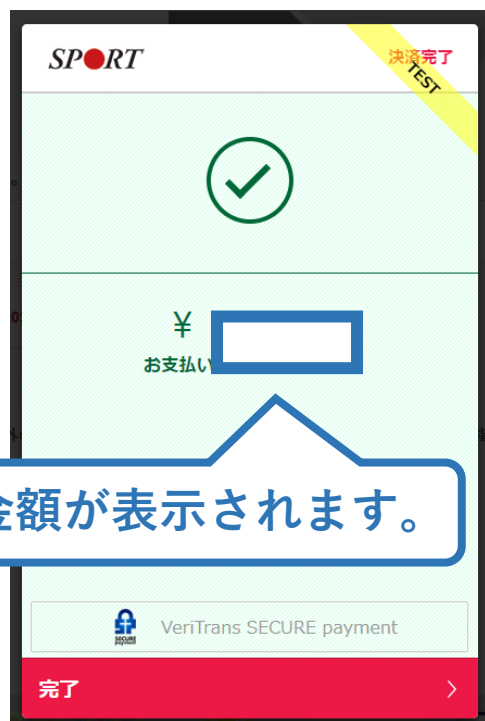 SPORT
決済完了
TEST
¥
お支払い
金額が表示されます。
SECURE
payment
VeriTrans SECURE payment
完了